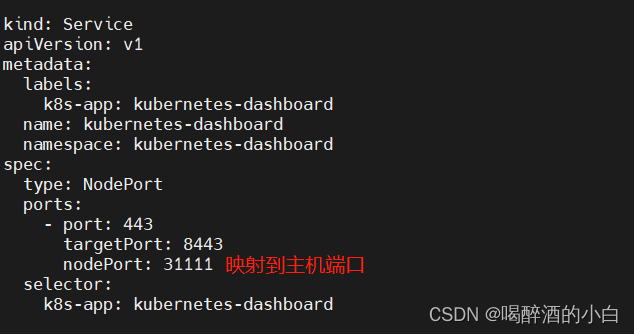 kind: Service
apiVersion: v1
metadata:
  labels:
    k8s-app: kubernetes-dashboard
  name: kubernetes-dashboard
  namespace: kubernetes-dashboard
spec:
  type: NodePort
  ports:
    - port: 443
      targetPort: 8443
      nodePort: 31111 映射到主机端口
  selector:
    k8s-app: kubernetes-dashboard
CSDN @喝醉酒的小白